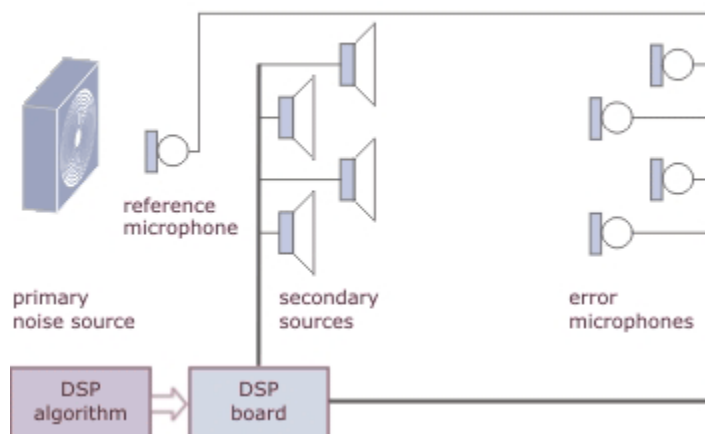 reference
microphone
primary
noise source
secondary
sources
error
microphones
DSP
algorithm
DSP
board